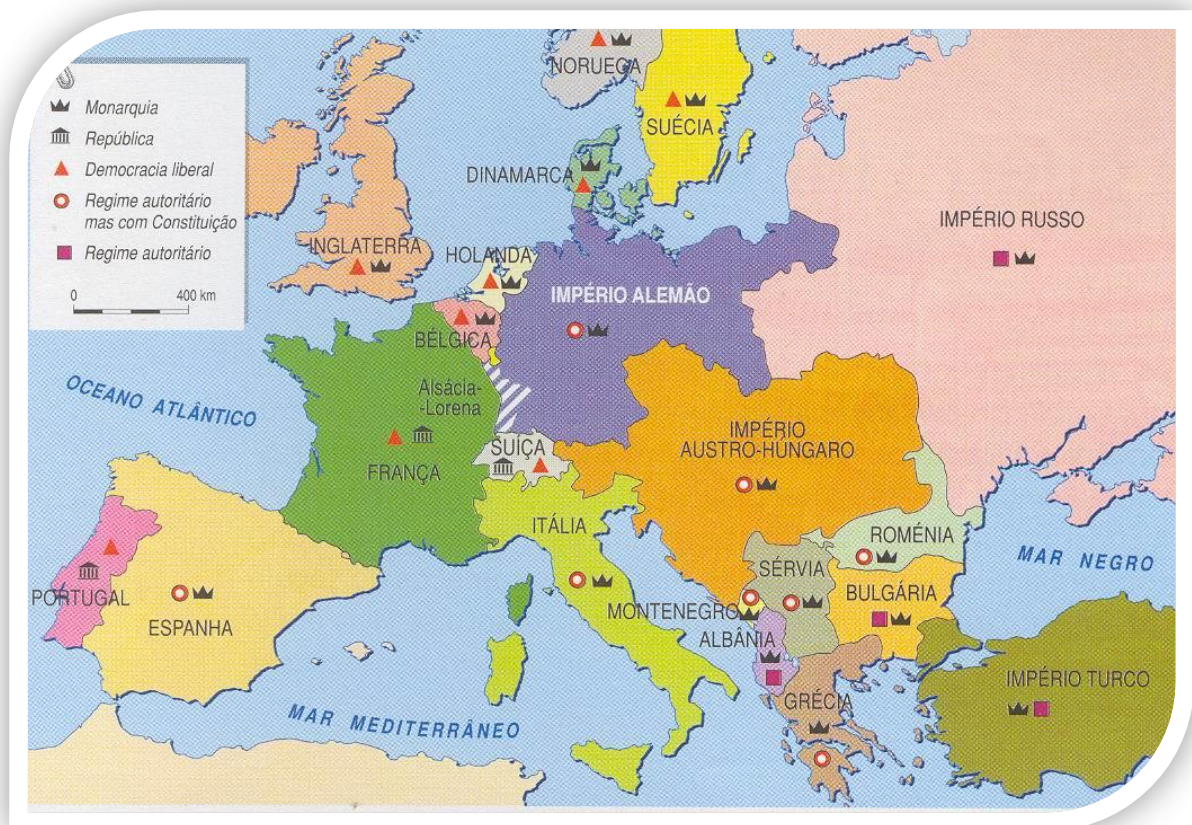 Monarquia
República
Democracia liberal
Regime autoritário
mas com Constituição
Regime autoritário
0 400 km
NORUEGA
SUÉCIA
DINAMARCA
IMPÉRIO RUSSO
INGLATERRA
HOLANDA
IMPÉRIO ALEMÃO
BÉLGICA
Alsácia-
-Lorena
OCEANO ATLÂNTICO
IMPÉRIO
AUSTRO-HÚNGARO
SUÍÇA
FRANÇA
ITÁLIA
ROMÉNIA
MAR NEGRO
SÉRVIA
BULGÁRIA
PORTUGAL
ESPANHA
MONTENEGRO
ALBÂNIA
IMPÉRIO TURCO
GRÉCIA
MAR MEDITERRÂNEO